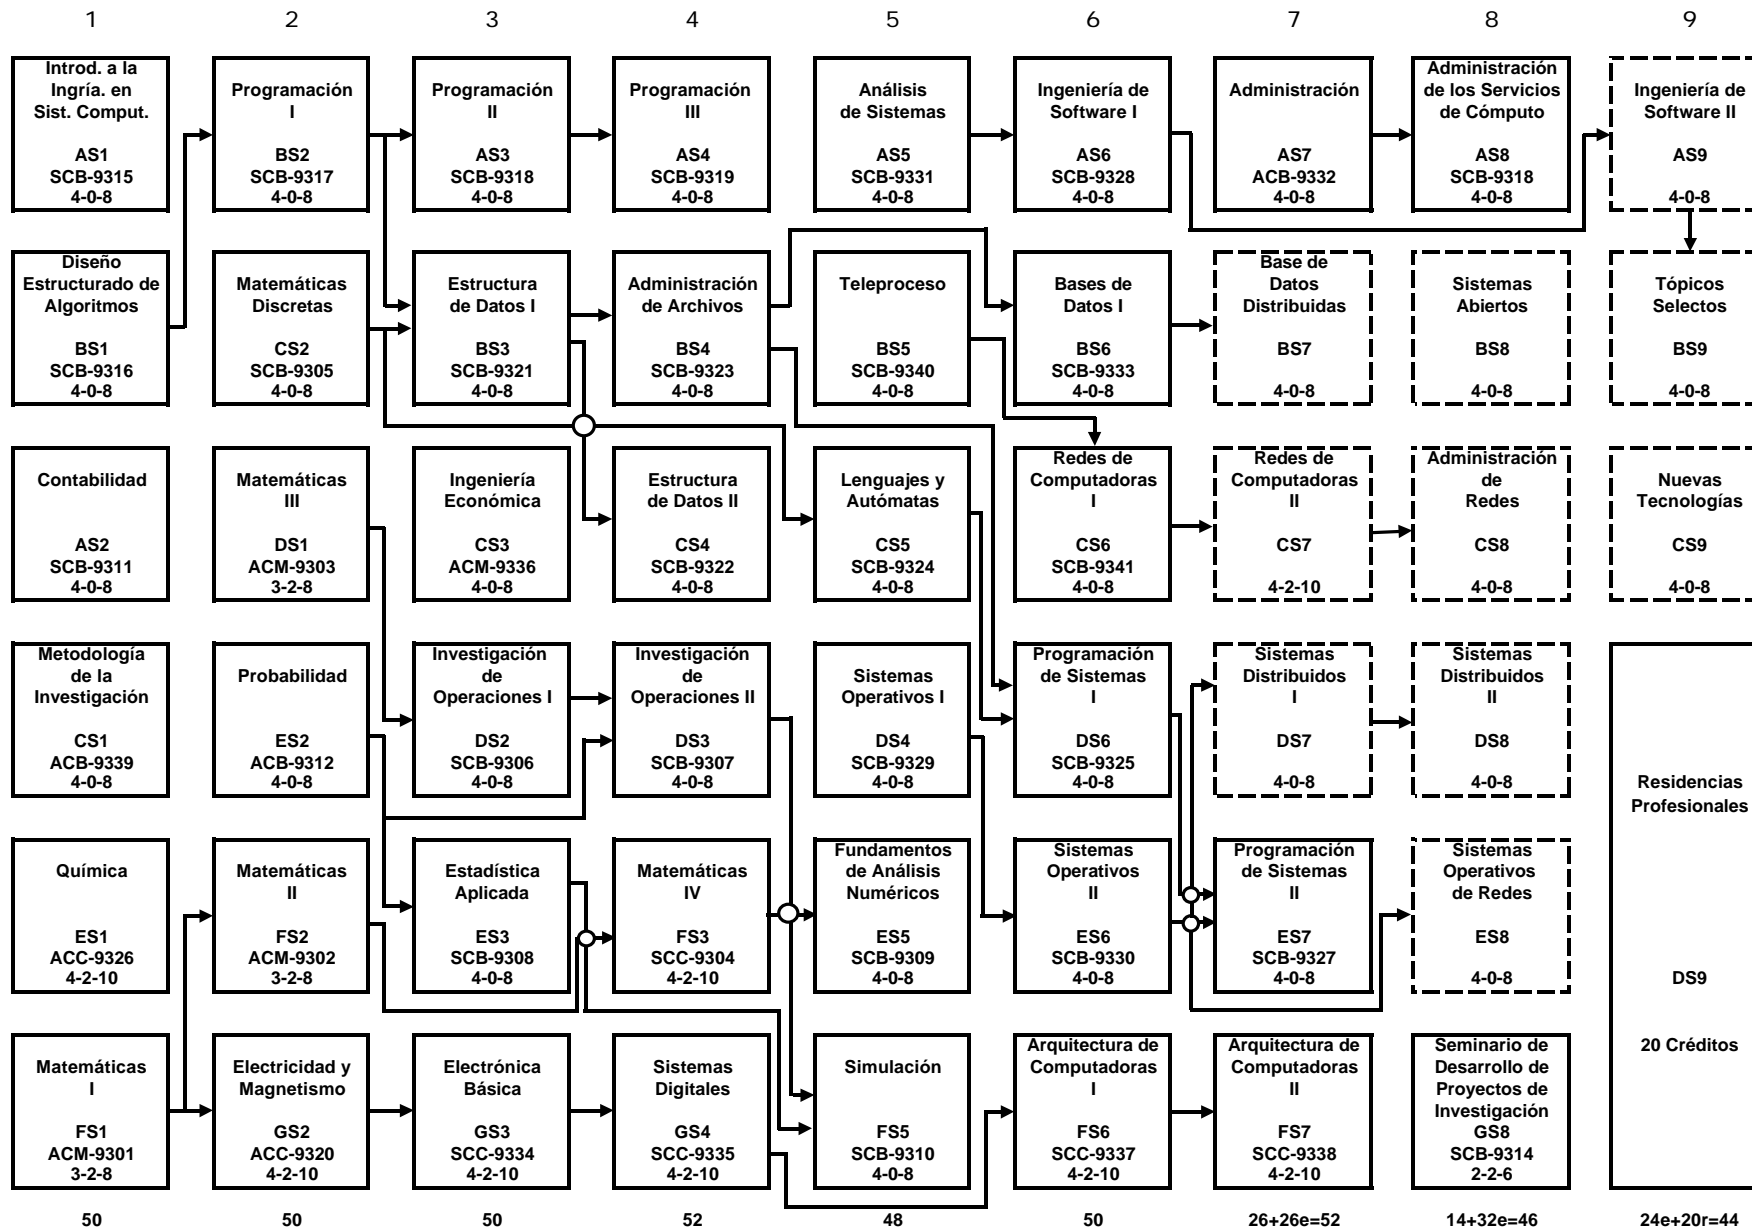 1
2
3
4
5
6
7
8
9
Introd. a la
Ingría. en
Sist. Comput.
AS1
SCB-9315
4-0-8
Programación
I
BS2
SCB-9317
4-0-8
Programación
II
AS3
SCB-9318
4-0-8
Programación
III
AS4
SCB-9319
4-0-8
Análisis
de Sistemas
AS5
SCB-9331
4-0-8
Ingeniería de
Software I
AS6
SCB-9328
4-0-8
Administración
AS7
ACB-9332
4-0-8
Administración
de los Servicios
de Cómputo
AS8
SCB-9318
4-0-8
Ingeniería de
Software II
AS9
4-0-8
Diseño
Estructurado de
Algoritmos
BS1
SCB-9316
4-0-8
Matemáticas
Discretas
CS2
SCB-9305
4-0-8
Estructura
de Datos I
BS3
SCB-9321
4-0-8
Administración
de Archivos
BS4
SCB-9323
4-0-8
Teleproceso
BS5
SCB-9340
4-0-8
Bases de
Datos I
BS6
SCB-9333
4-0-8
Base de
Datos
Distribuidas
BS7
4-0-8
Sistemas
Abiertos
BS8
4-0-8
Tópicos
Selectos
BS9
4-0-8
Contabilidad
AS2
SCB-9311
4-0-8
Matemáticas
III
DS1
ACM-9303
3-2-8
Ingeniería
Económica
CS3
ACM-9336
4-0-8
Estructura
de Datos II
CS4
SCB-9322
4-0-8
Lenguajes y
Autómatas
CS5
SCB-9324
4-0-8
Redes de
Computadoras
I
CS6
SCB-9341
4-0-8
Redes de
Computadoras
II
CS7
4-2-10
Administración
de
Redes
CS8
4-0-8
Nuevas
Tecnologías
CS9
4-0-8
Metodología
de la
Investigación
CS1
ACB-9339
4-0-8
Probabilidad
ES2
ACB-9312
4-0-8
Investigación
de
Operaciones I
DS2
SCB-9306
4-0-8
Investigación
de
Operaciones II
DS3
SCB-9307
4-0-8
Sistemas
Operativos I
DS4
SCB-9329
4-0-8
Programación
de Sistemas
I
DS6
SCB-9325
4-0-8
Sistemas
Distribuidos
I
DS7
4-0-8
Sistemas
Distribuidos
II
DS8
4-0-8
Residencias
Profesionales
DS9
20 Créditos
Química
ES1
ACC-9326
4-2-10
Matemáticas
II
FS2
ACM-9302
3-2-8
Estadística
Aplicada
ES3
SCB-9308
4-0-8
Matemáticas
IV
FS3
SCC-9304
4-2-10
Fundamentos
de Análisis
Numéricos
ES5
SCB-9309
4-0-8
Sistemas
Operativos
II
ES6
SCB-9330
4-0-8
Programación
de Sistemas
II
ES7
SCB-9327
4-0-8
Sistemas
Operativos
de Redes
ES8
4-0-8
Matemáticas
I
FS1
ACM-9301
3-2-8
Electricidad y
Magnetismo
GS2
ACC-9320
4-2-10
Electrónica
Básica
GS3
SCC-9334
4-2-10
Sistemas
Digitales
GS4
SCC-9335
4-2-10
Simulación
FS5
SCB-9310
4-0-8
Arquitectura de
Computadoras
I
FS6
SCC-9337
4-2-10
Arquitectura de
Computadoras
II
FS7
SCC-9338
4-2-10
Seminario de
Desarrollo de
Proyectos de
Investigación
GS8
SCB-9314
2-2-6
50
50
50
52
48
50
26+26e=52
14+32e=46
24e+20r=44